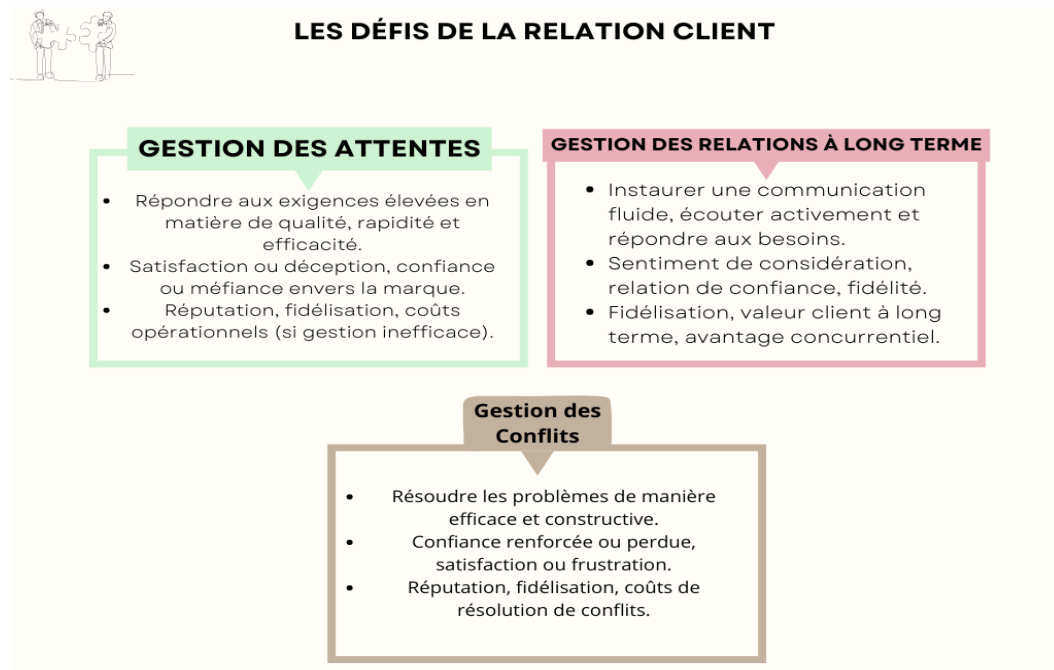 LES DÉFIS DE LA RELATION CLIENT
GESTION DES ATTENTES
• Répondre aux exigences élevées en
matière de qualité, rapidité et
efficacité.
• Satisfaction ou déception, confiance
ou méfiance envers la marque.
• Réputation, fidélisation, coûts
opérationnels (si gestion inefficace).
GESTION DES RELATIONS À LONG TERME
• Instaurer une communication
fluide, écouter activement et
répondre aux besoins.
• Sentiment de considération,
relation de confiance, fidélité.
• Fidélisation, valeur client à long
terme, avantage concurrentiel.
Gestion des
Conflits
• Résoudre les problèmes de manière
efficace et constructive.
• Confiance renforcée ou perdue,
satisfaction ou frustration.
• Réputation, fidélisation, coûts de
résolution de conflits.